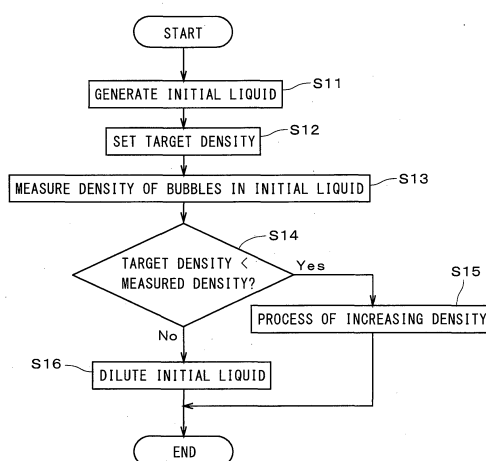 START
GENERATE INITIAL LIQUID
S11
SET TARGET DENSITY
S12
MEASURE DENSITY OF BUBBLES IN INITIAL LIQUID
S13
S14
TARGET DENSITY <
MEASURED DENSITY?
Yes
S15
PROCESS OF INCREASING DENSITY
No
S16
DILUTE INITIAL LIQUID
END